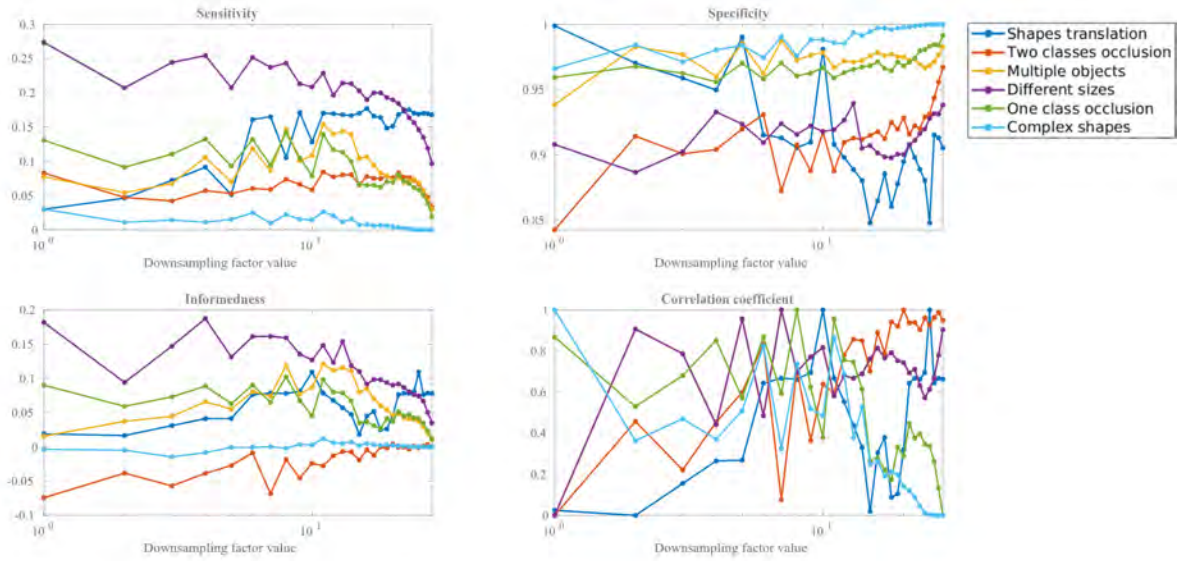 Sensitivity
0.3
0.25
0.2
0.15
0.1
0.05
0
10^0
10^1
Downsampling factor value
Specificity
1
0.95
0.9
0.85
10^0
10^1
Downsampling factor value
Shapes translation
Two classes occlusion
Multiple objects
Different sizes
One class occlusion
Complex shapes
Informedness
0.2
0.15
0.1
0.05
0
-0.05
-0.1
10^0
10^1
Downsampling factor value
Correlation coefficient
1
0.8
0.6
0.4
0.2
0
10^0
10^1
Downsampling factor value